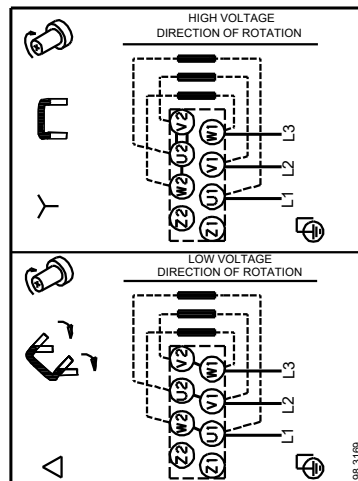 HIGH VOLTAGE
DIRECTION OF ROTATION
V2
W1
L3
U2
V1
L2
W2
U1
L1
Z2
Z1
LOW VOLTAGE
DIRECTION OF ROTATION
V2
W1
L3
U2
V1
L2
W2
U1
L1
Z2
Z1
98.3169